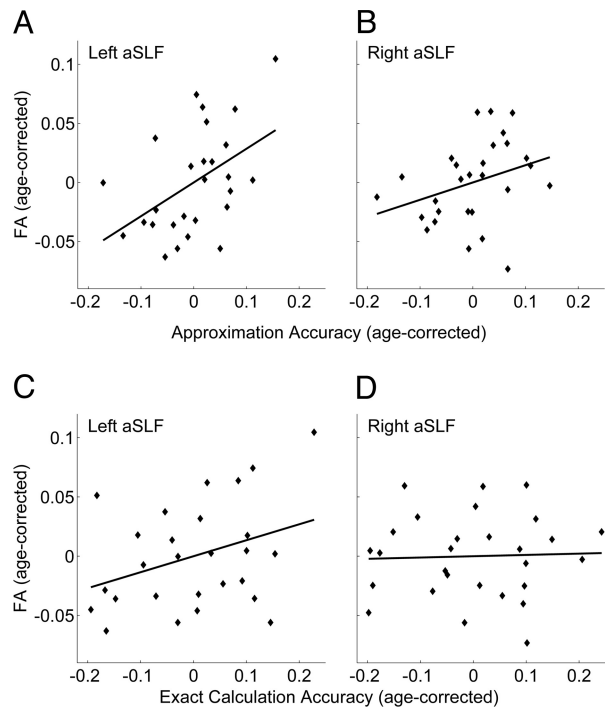 A
B
Left aSLF
Right aSLF
0.1
0.05
0
-0.05
FA (age-corrected)
-0.2 -0.1 0 0.1 0.2
-0.2 -0.1 0 0.1 0.2
Approximation Accuracy (age-corrected)
C
D
Left aSLF
Right aSLF
0.1
0.05
0
-0.05
FA (age-corrected)
-0.2 -0.1 0 0.1 0.2
-0.2 -0.1 0 0.1 0.2
Exact Calculation Accuracy (age-corrected)